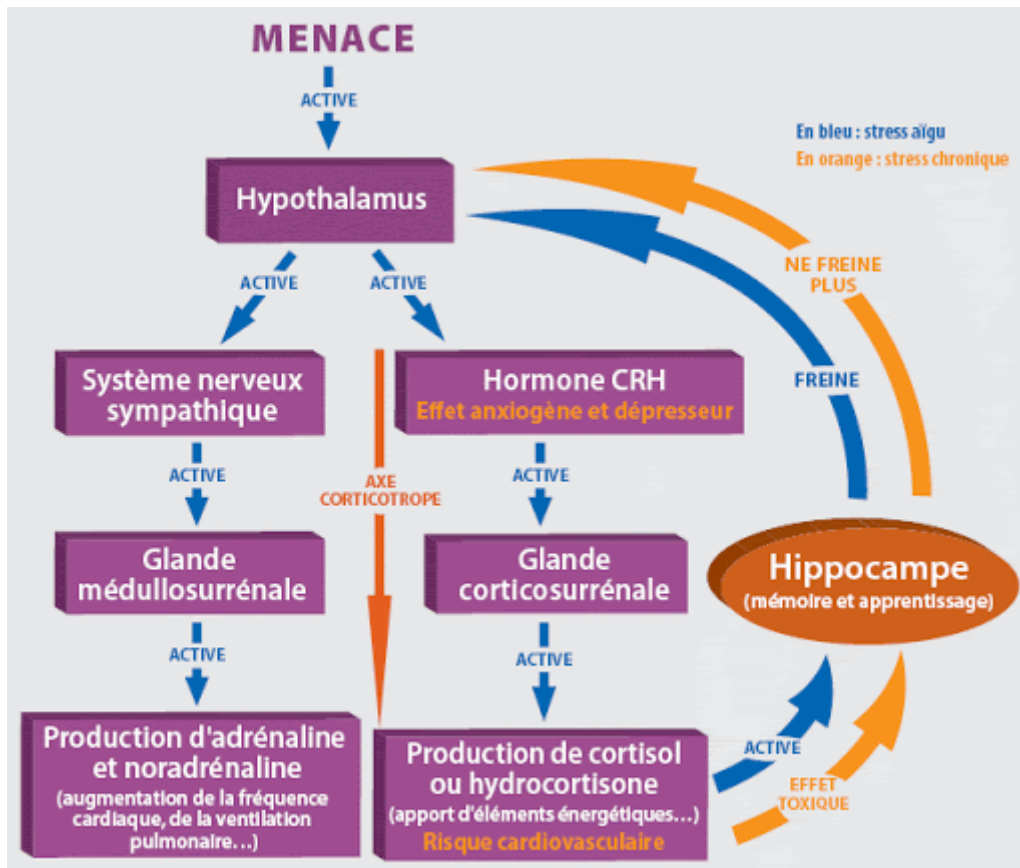 MENACE
ACTIVE
En bleu : stress aïgu
En orange : stress chronique
Hypothalamus
ACTIVE
ACTIVE
NE FREINE
PLUS
FREINE
Système nerveux
sympathique
Hormone CRH
Effet anxiogène et dépresseur
ACTIVE
AXE
CORTICOTROPE
ACTIVE
Glande
médullosurrénale
Glande
corticosurrénale
Hippocampe
(mémoire et apprentissage)
ACTIVE
ACTIVE
Production d'adrénaline
et noradrénaline
(augmentation de la fréquence
cardiaque, de la ventilation
pulmonaire...)
Production de cortisol
ou hydrocortisone
(apport d'éléments énergétiques...)
Risque cardiovasculaire
ACTIVE
EFFET
TOXIQUE